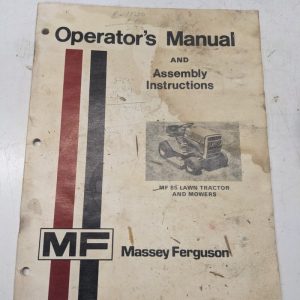 Operator's Manual
AND
Assembly
Instructions
MF 85 LAWN TRACTOR
AND MOWERS
MF
Massey Ferguson